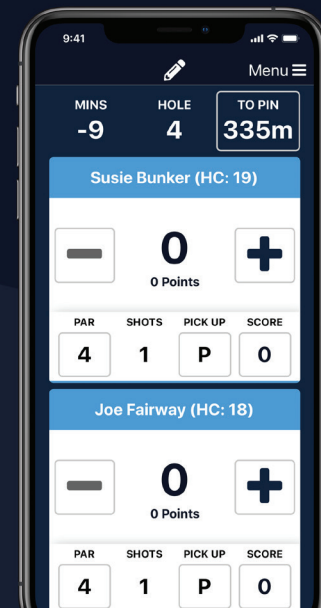 9:41
Menu
MINS HOLE TO PIN
-9 4 335m
Susie Bunker (HC: 19)
0
0 Points
PAR SHOTS PICK UP SCORE
4 1 P 0
Joe Fairway (HC: 18)
0
0 Points
PAR SHOTS PICK UP SCORE
4 1 P 0